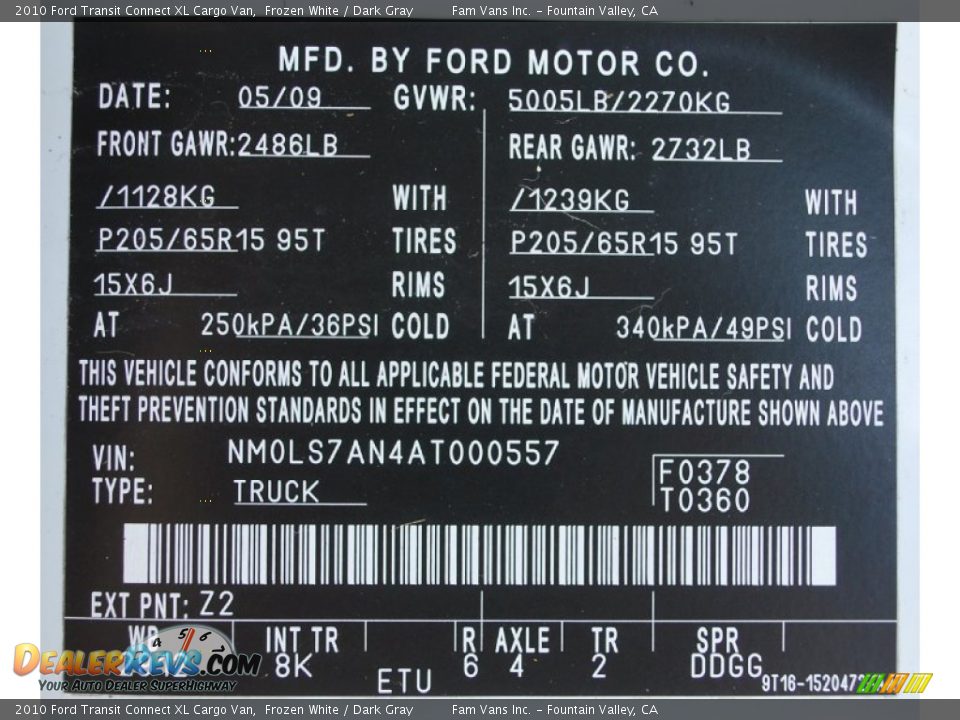 2010 Ford Transit Connect XL Cargo Van, Frozen White / Dark Gray Fam Vans Inc. - Fountain Valley, CA
MFD. BY FORD MOTOR CO.
DATE: 05/09 GVWR: 5005LB/2270KG
FRONT GAWR: 2486LB REAR GAWR: 2732LB
/1128KG WITH /1239KG WITH
P205/65R15 95T TIRES P205/65R15 95T TIRES
15X6J RIMS 15X6J RIMS
AT 250kPA/36PSI COLD AT 340kPA/49PSI COLD
THIS VEHICLE CONFORMS TO ALL APPLICABLE FEDERAL MOTOR VEHICLE SAFETY AND
THEFT PREVENTION STANDARDS IN EFFECT ON THE DATE OF MANUFACTURE SHOWN ABOVE
VIN: NM0LS7AN4AT000557
F0378
TYPE: TRUCK T0360
EXT PNT: Z2
WB INT TR R AXLE TR SPR
8K ETU 6 4 2 DDGG
4 5 6
DEALERREVS.COM
YOUR AUTO DEALER SUPERHIGHWAY
2010 Ford Transit Connect XL Cargo Van, Frozen White / Dark Gray Fam Vans Inc. - Fountain Valley, CA